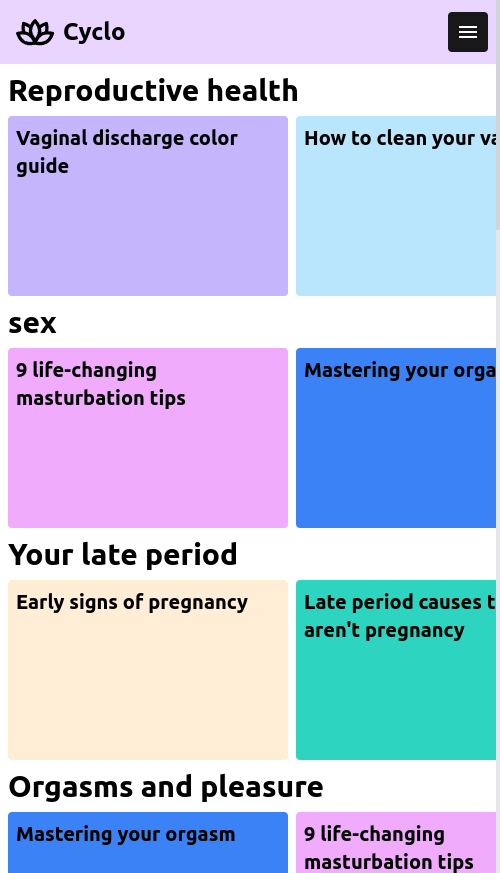 Cyclo
Reproductive health
Vaginal discharge color
guide
How to clean your
sex
9 life-changing
masturbation tips
Mastering your
Your late period
Early signs of pregnancy
Late period causes
aren't pregnancy
Orgasms and pleasure
Mastering your orgasm
9 life-changing
masturbation tips